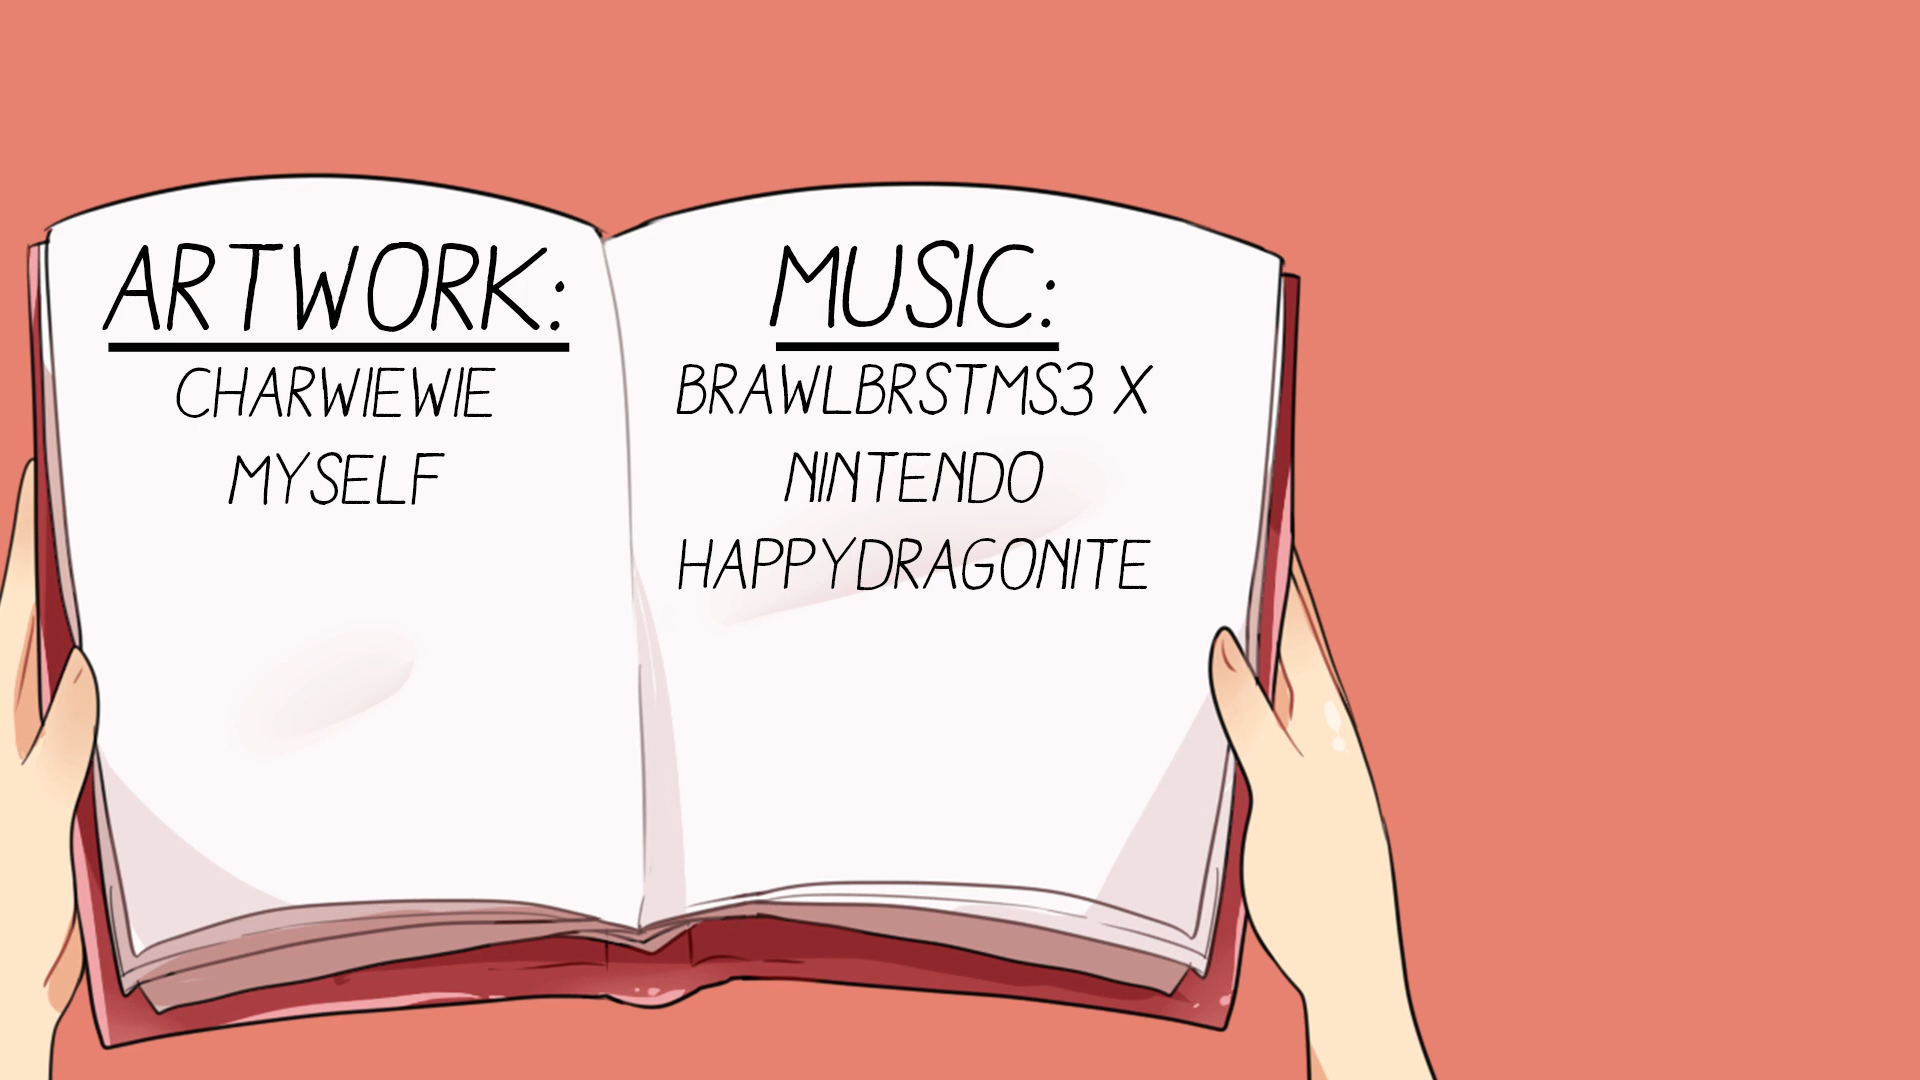 ARTWORK:
CHARWIEWIE
MYSELF
MUSIC:
BRAWLBRSTMS3 X
NINTENDO
HAPPYDRAGONITE